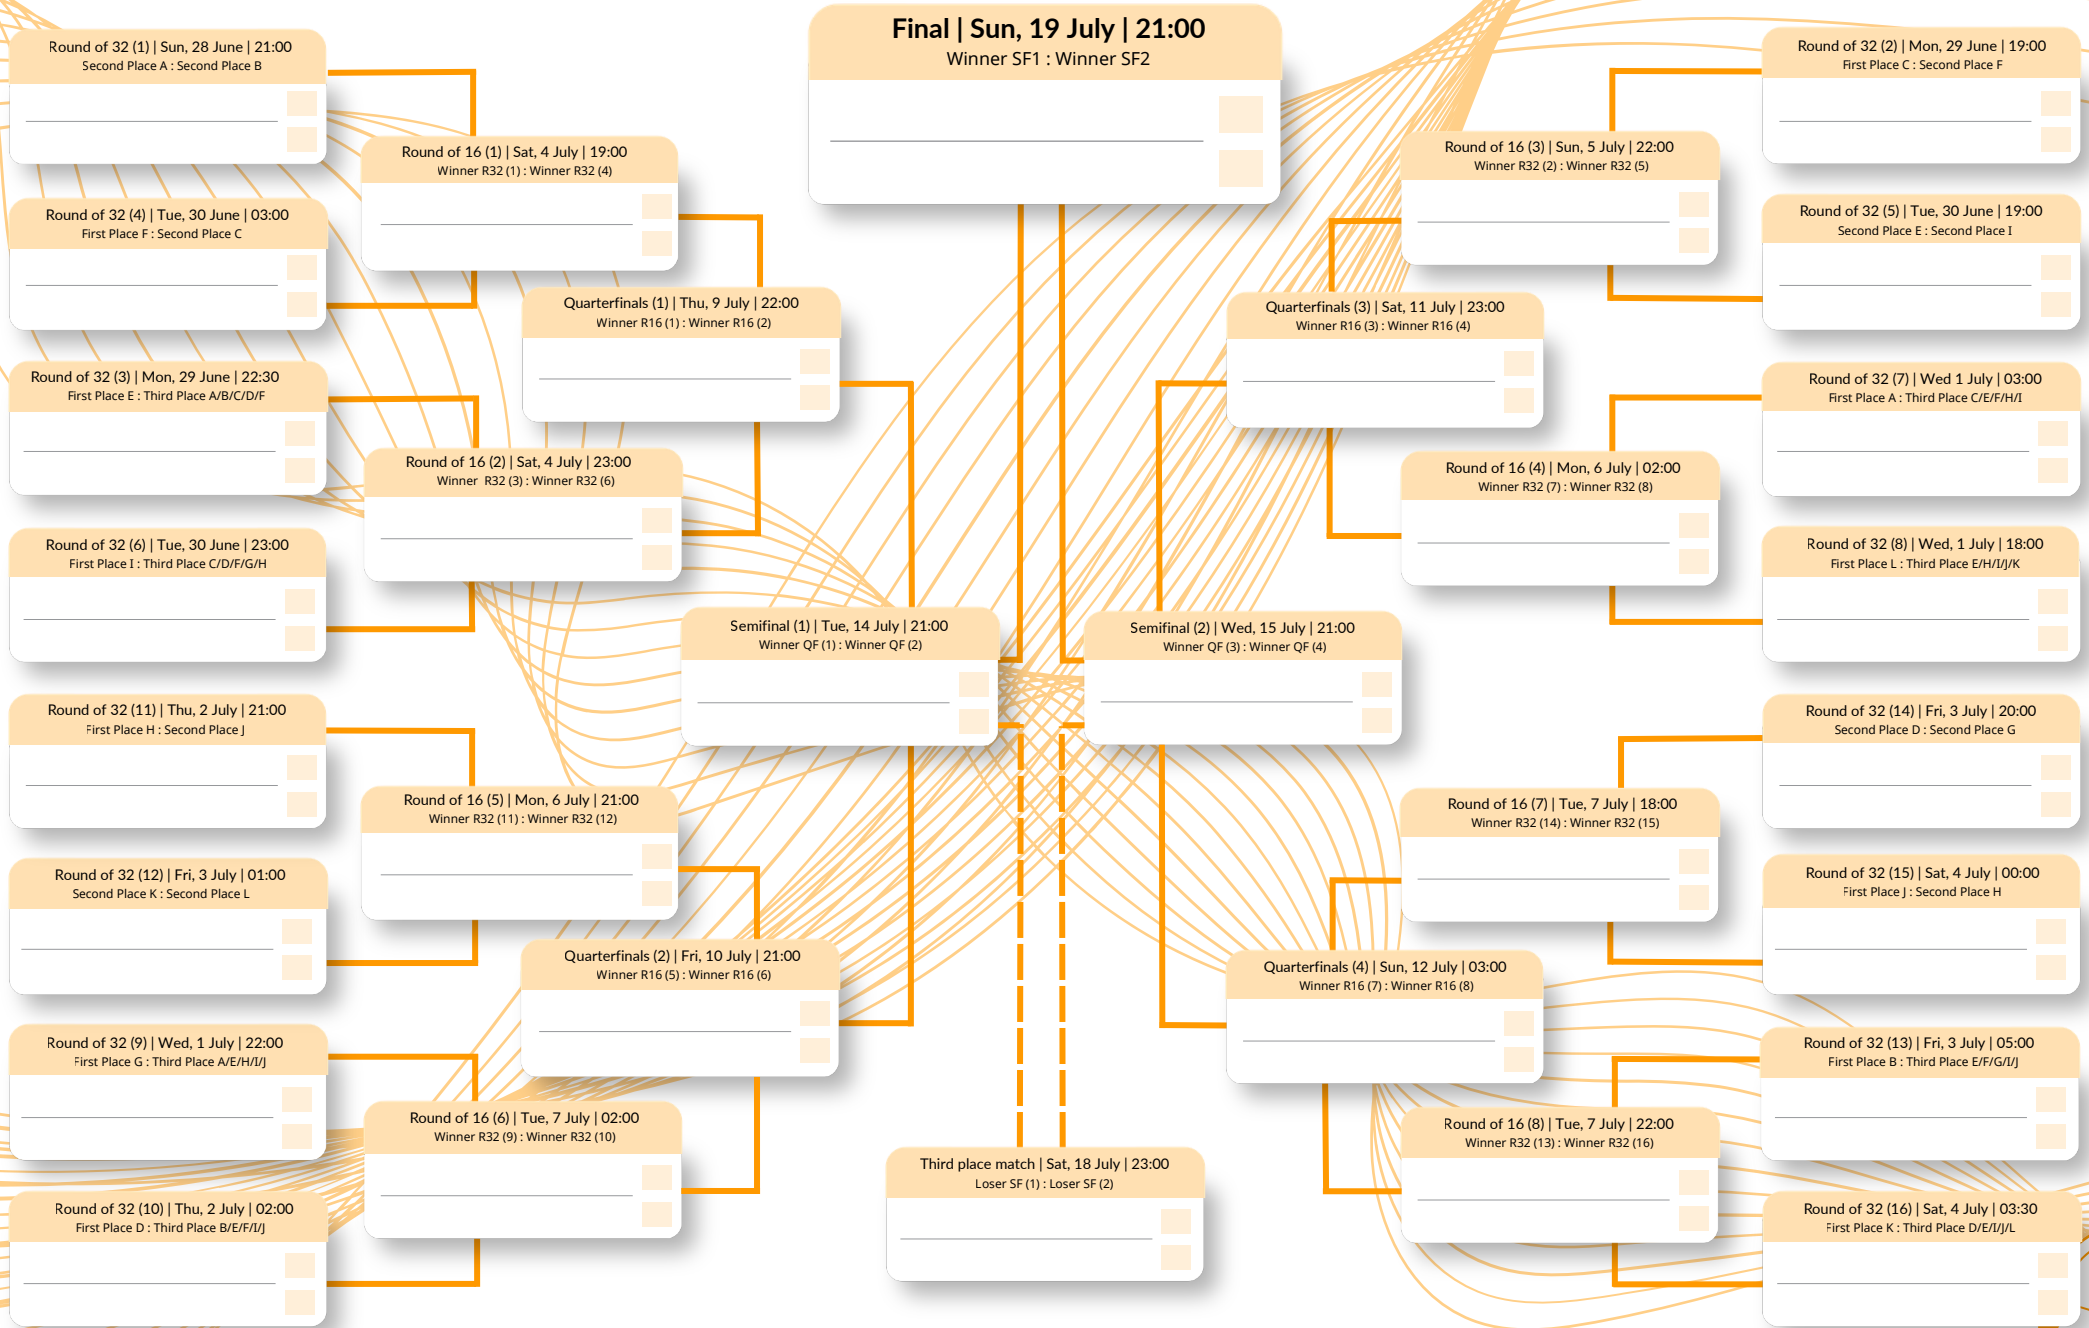 Final | Sun, 19 July | 21:00
Winner SF1 : Winner SF2
Round of 32 (1) | Sun, 28 June | 21:00
Second Place A : Second Place B
Round of 32 (4) | Tue, 30 June | 03:00
First Place F : Second Place C
Round of 32 (3) | Mon, 29 June | 22:30
First Place E : Third Place A/B/C/D/F
Round of 32 (6) | Tue, 30 June | 23:00
First Place I : Third Place C/D/F/G/H
Round of 32 (11) | Thu, 2 July | 21:00
First Place H : Second Place J
Round of 32 (12) | Fri, 3 July | 01:00
Second Place K : Second Place L
Round of 32 (9) | Wed, 1 July | 22:00
First Place G : Third Place A/E/H/I/J
Round of 32 (10) | Thu, 2 July | 02:00
First Place D : Third Place B/E/F/I/J
Round of 16 (1) | Sat, 4 July | 19:00
Winner R32 (1) : Winner R32 (4)
Round of 16 (2) | Sat, 4 July | 23:00
Winner R32 (3) : Winner R32 (6)
Round of 16 (5) | Mon, 6 July | 21:00
Winner R32 (11) : Winner R32 (12)
Round of 16 (6) | Tue, 7 July | 02:00
Winner R32 (9) : Winner R32 (10)
Quarterfinals (1) | Thu, 9 July | 22:00
Winner R16 (1) : Winner R16 (2)
Quarterfinals (2) | Fri, 10 July | 21:00
Winner R16 (5) : Winner R16 (6)
Semifinal (1) | Tue, 14 July | 21:00
Winner QF (1) : Winner QF (2)
Semifinal (2) | Wed, 15 July | 21:00
Winner QF (3) : Winner QF (4)
Third place match | Sat, 18 July | 23:00
Loser SF (1) : Loser SF (2)
Quarterfinals (3) | Sat, 11 July | 23:00
Winner R16 (3) : Winner R16 (4)
Quarterfinals (4) | Sun, 12 July | 03:00
Winner R16 (7) : Winner R16 (8)
Round of 16 (3) | Sun, 5 July | 22:00
Winner R32 (2) : Winner R32 (5)
Round of 16 (4) | Mon, 6 July | 02:00
Winner R32 (7) : Winner R32 (8)
Round of 16 (7) | Tue, 7 July | 18:00
Winner R32 (14) : Winner R32 (15)
Round of 16 (8) | Tue, 7 July | 22:00
Winner R32 (13) : Winner R32 (16)
Round of 32 (2) | Mon, 29 June | 19:00
First Place C : Second Place F
Round of 32 (5) | Tue, 30 June | 19:00
Second Place E : Second Place I
Round of 32 (7) | Wed 1 July | 03:00
First Place A : Third Place C/E/F/H/I
Round of 32 (8) | Wed, 1 July | 18:00
First Place L : Third Place E/H/I/J/K
Round of 32 (14) | Fri, 3 July | 20:00
Second Place D : Second Place G
Round of 32 (15) | Sat, 4 July | 00:00
First Place J : Second Place H
Round of 32 (13) | Fri, 3 July | 05:00
First Place B : Third Place E/F/G/I/J
Round of 32 (16) | Sat, 4 July | 03:30
First Place K : Third Place D/E/I/J/L